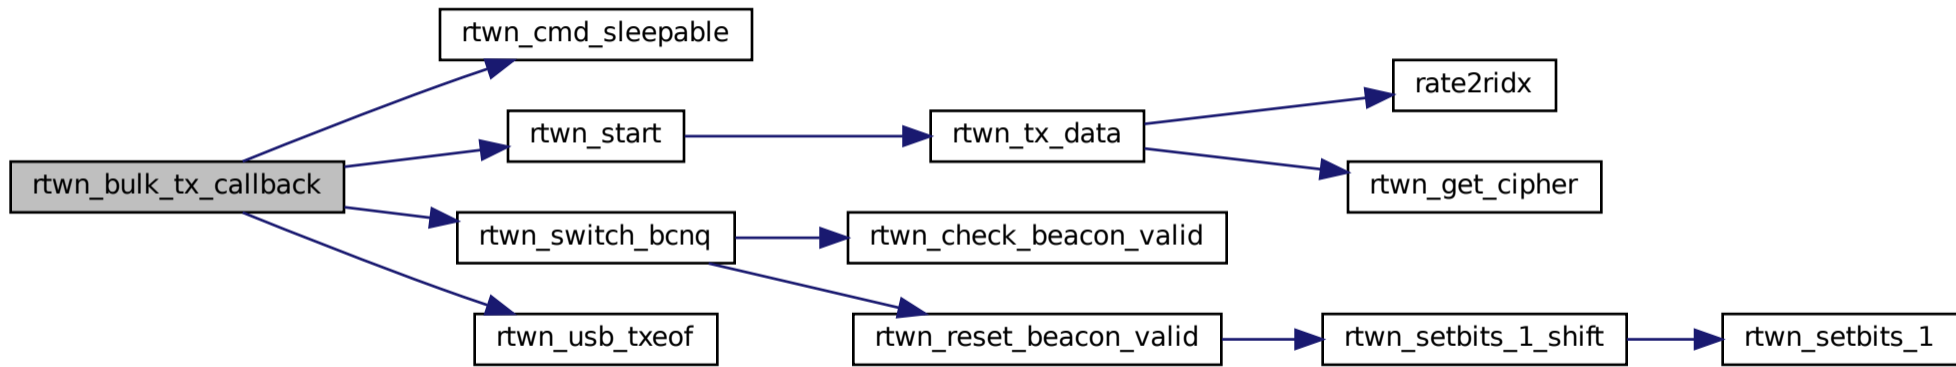 rtwn_cmd_sleepable
rate2ridx
rtwn_start
rtwn_tx_data
rtwn_bulk_tx_callback
rtwn_get_cipher
rtwn_switch_bcnq
rtwn_check_beacon_valid
rtwn_usb_txeof
rtwn_reset_beacon_valid
rtwn_setbits_1_shift
rtwn_setbits_1